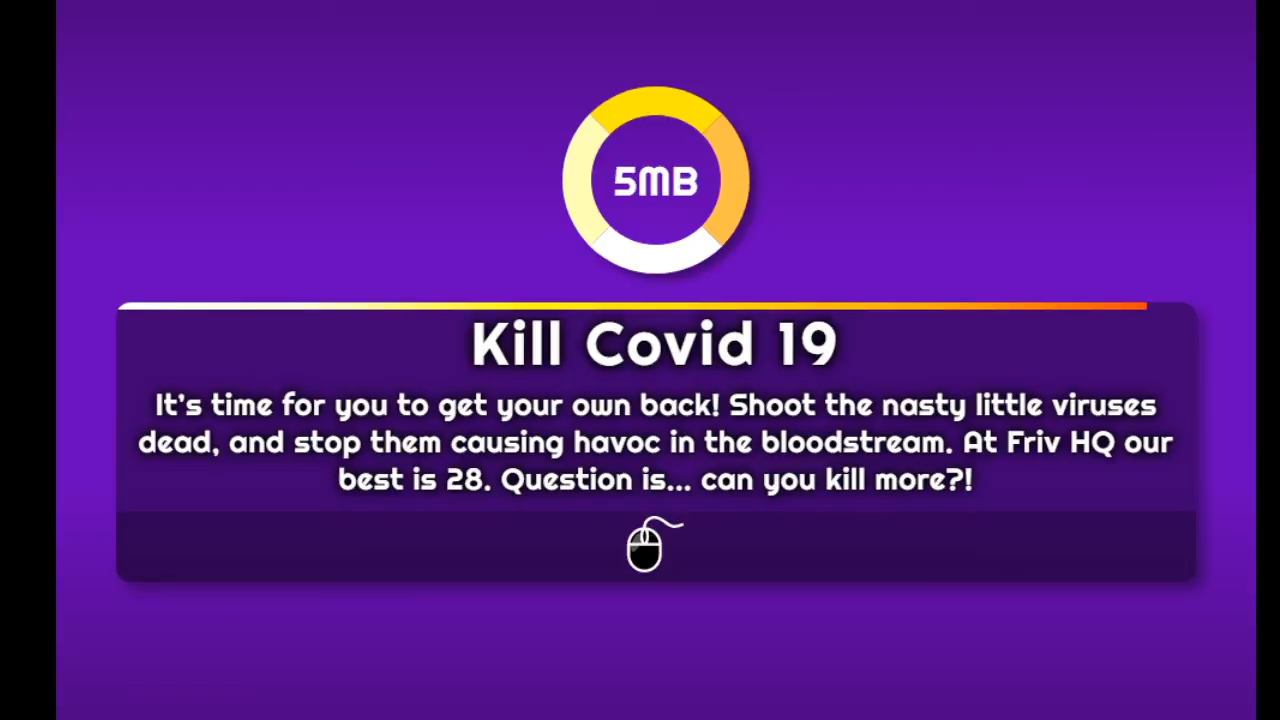 5MB
Kill Covid 19
It's time for you to get your own back! Shoot the nasty little viruses
dead, and stop them causing havoc in the bloodstream. At Friv HQ our
best is 28. Question is... can you kill more?!